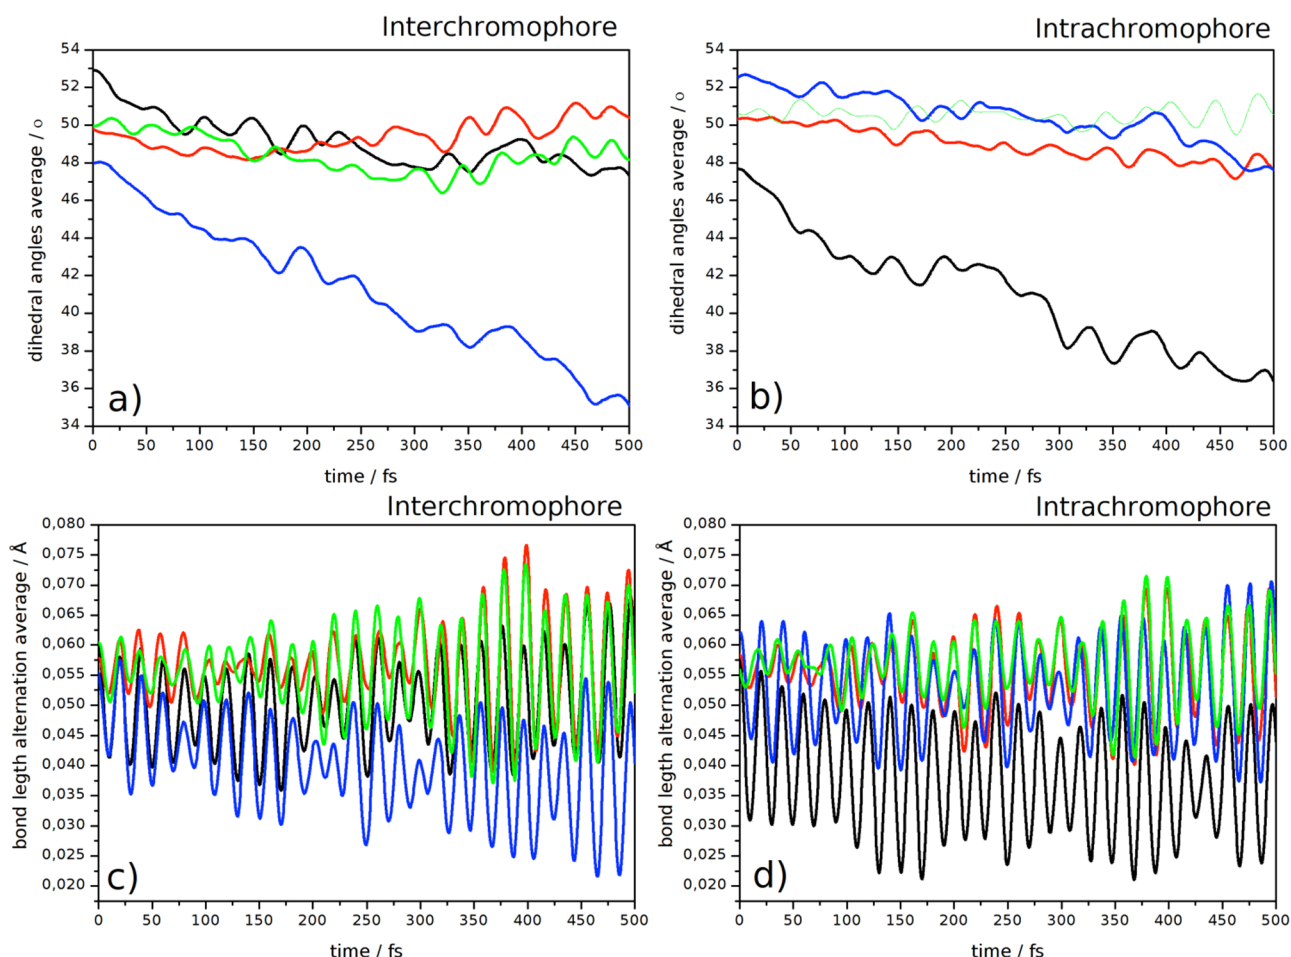 Interchromophore
54
52
50
48
46
44
42
40
38
36
34
dihedral angles average / o
a)
0 50 100 150 200 250 300 350 400 450 500
time / fs
Intrachromophore
54
52
50
48
46
44
42
40
38
36
34
dihedral angles average / o
b)
0 50 100 150 200 250 300 350 400 450 500
time / fs
Interchromophore
0,080
0,075
0,070
0,065
0,060
0,055
0,050
0,045
0,040
0,035
0,030
0,025
0,020
bond legth alternation average / Å
c)
0 50 100 150 200 250 300 350 400 450 500
time / fs
Intrachromophore
0,080
0,075
0,070
0,065
0,060
0,055
0,050
0,045
0,040
0,035
0,030
0,025
0,020
bond legth alternation average / Å
d)
0 50 100 150 200 250 300 350 400 450 500
time / fs